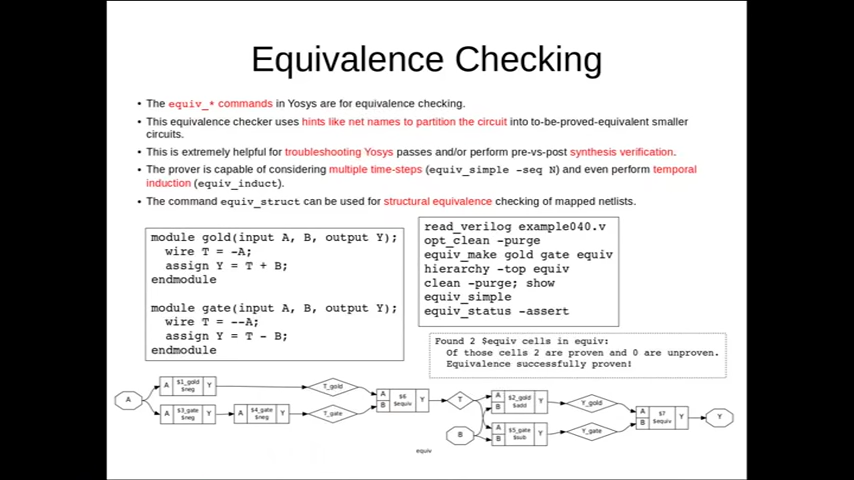 Equivalence Checking
• The equiv_* commands in Yosys are for equivalence checking.
• This equivalence checker uses hints like net names to partition the circuit into to-be-proved-equivalent smaller
circuits.
• This is extremely helpful for troubleshooting Yosys passes and/or perform pre-vs-post synthesis verification.
• The prover is capable of considering multiple time-steps (equiv_simple -seq N) and even perform temporal
induction (equiv_induct).
• The command equiv_struct can be used for structural equivalence checking of mapped netlists.
module gold(input A, B, output Y);
wire T = -A;
assign Y = T + B;
endmodule
module gate(input A, B, output Y);
wire T = --A;
assign Y = T - B;
endmodule
read_verilog example040.v
opt_clean -purge
equiv_make gold gate equiv
hierarchy -top equiv
clean -purge; show
equiv_simple
equiv_status -assert
Found 2 $equiv cells in equiv:
Of those cells 2 are proven and 0 are unproven.
Equivalence successfully proven!
A
A $1_gold $neg Y
A $3_gate $neg Y
A $4_gate $neg Y
T_gold
T_gate
A B $6 $equiv Y
T
B
A B $2_gold $add Y
A B $5_gate $sub Y
Y_gold
Y_gate
A B $7 $equiv Y
Y
equiv